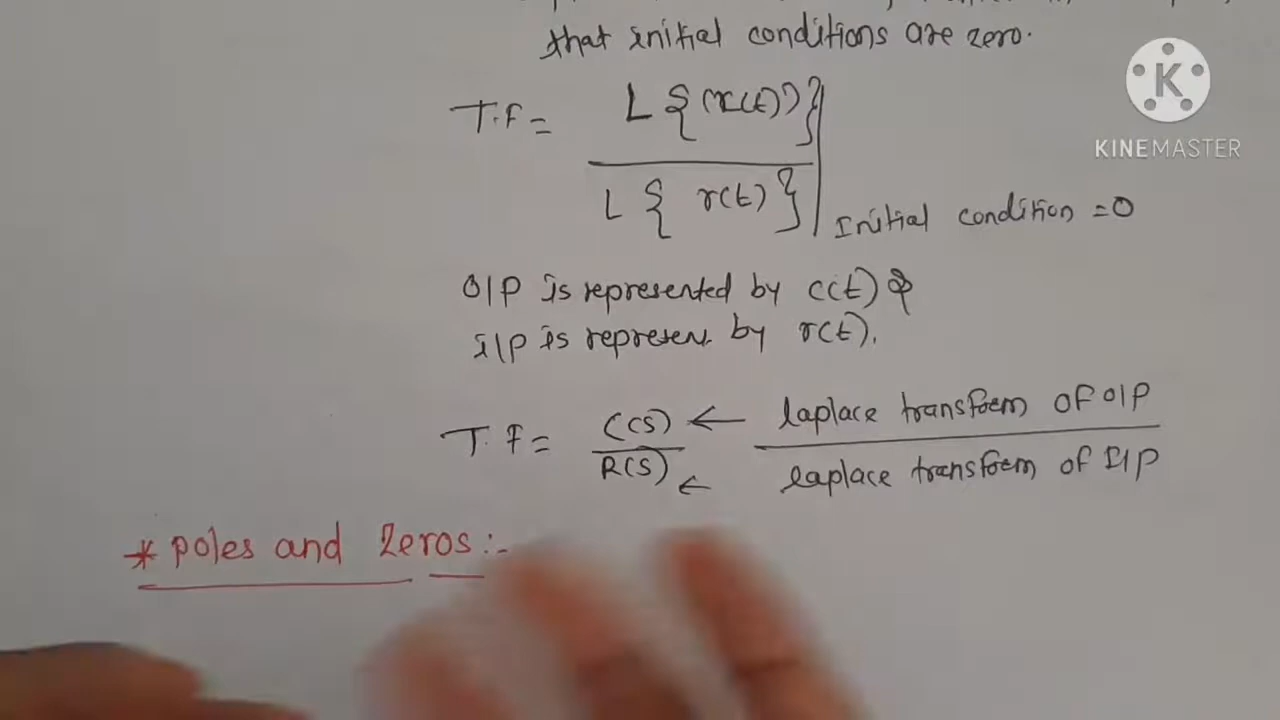 that initial conditions are zero.
K
KINEMASTER
T.F =
L {(r(t))}
L { r(t) }
Initial condition = 0
O/P is represented by c(t) &
i/p is represent by r(t).
T. F =
C(S) ← laplace transform of O/P
R(S) ← laplace transform of I/P
* poles and zeros :-